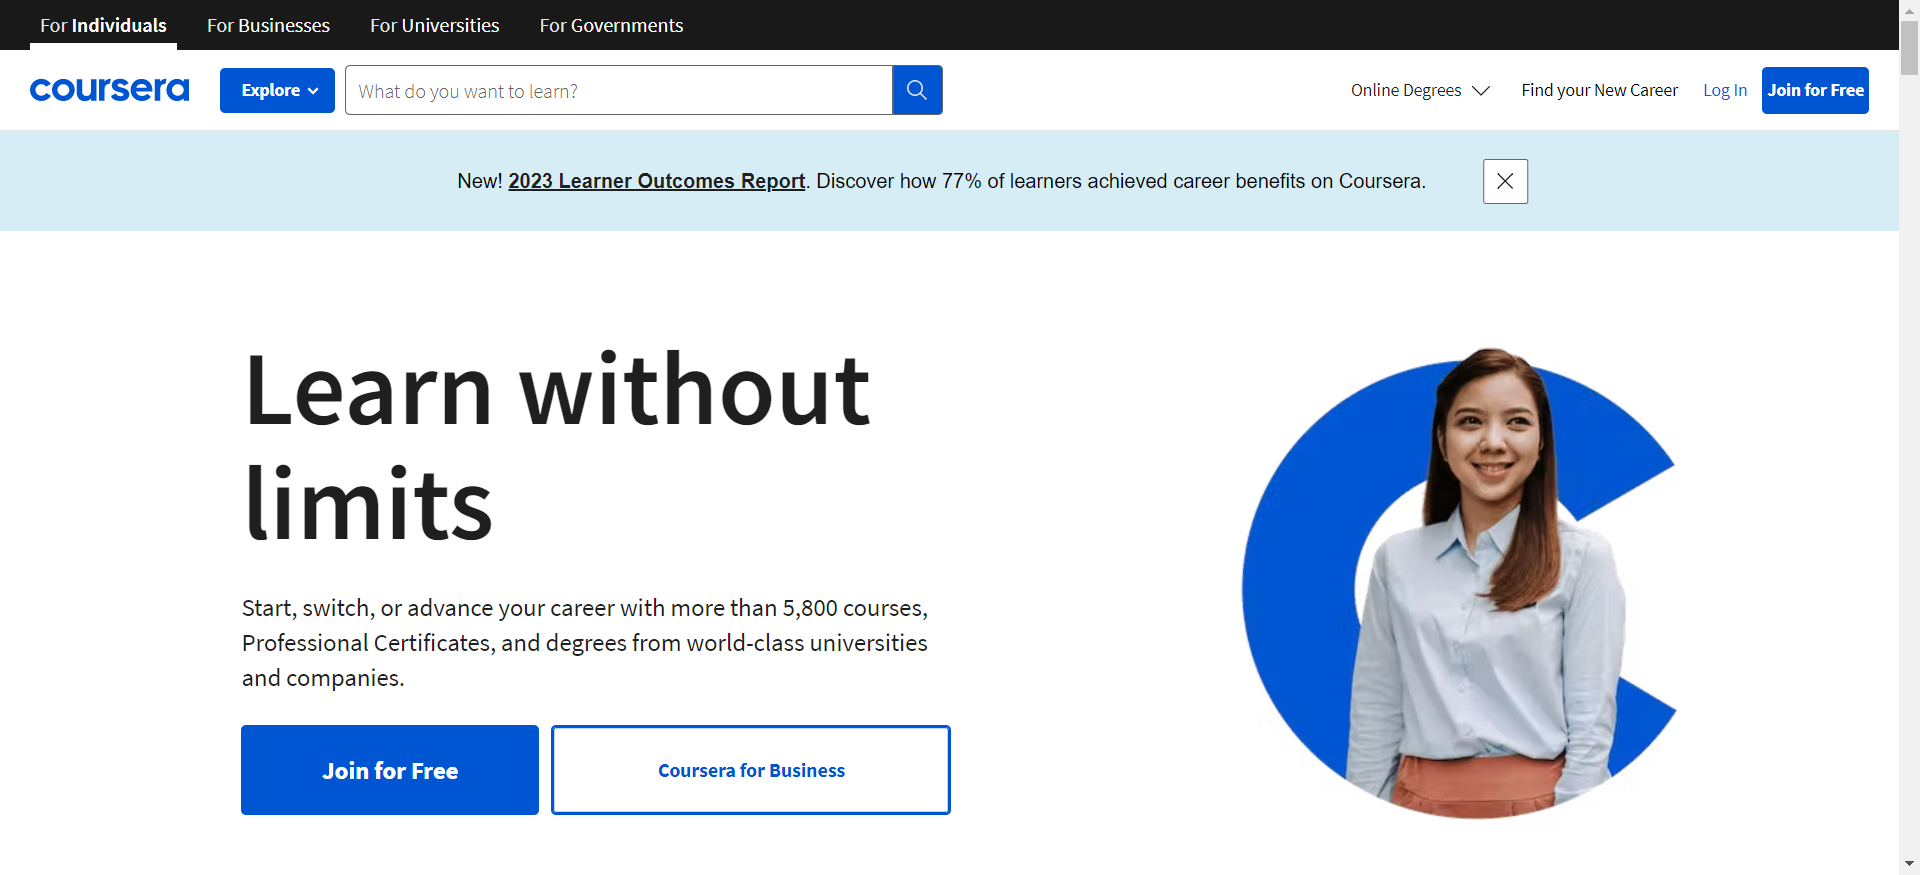 For Individuals For Businesses For Universities For Governments
coursera Explore What do you want to learn? Online Degrees Find your New Career Log In Join for Free
New! 2023 Learner Outcomes Report. Discover how 77% of learners achieved career benefits on Coursera.
Learn without
limits
Start, switch, or advance your career with more than 5,800 courses,
Professional Certificates, and degrees from world-class universities
and companies.
Join for Free Coursera for Business